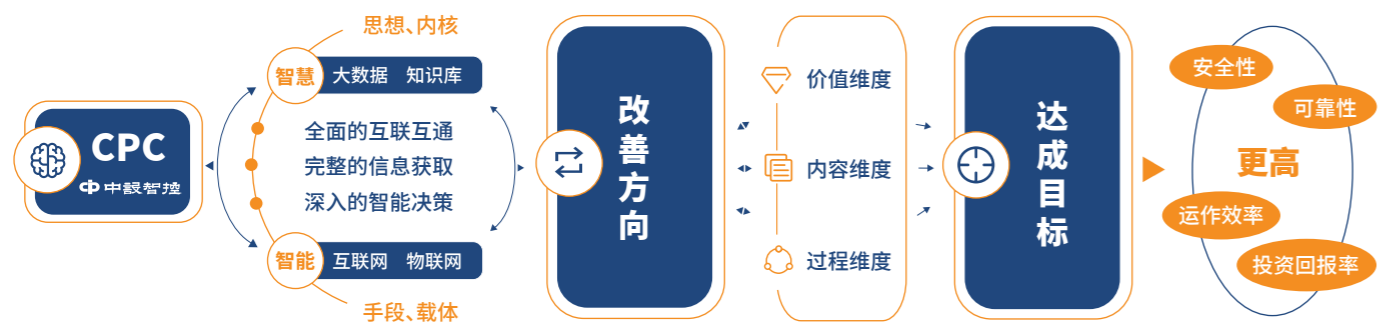 CPC
中設智控
思想、内核
智慧
大数据 知识库
全面的互联互通
完整的信息获取
深入的智能决策
智能
互联网 物联网
手段、载体
改善方向
价值维度
内容维度
过程维度
达成目标
安全性
可靠性
更高
运作效率
投资回报率